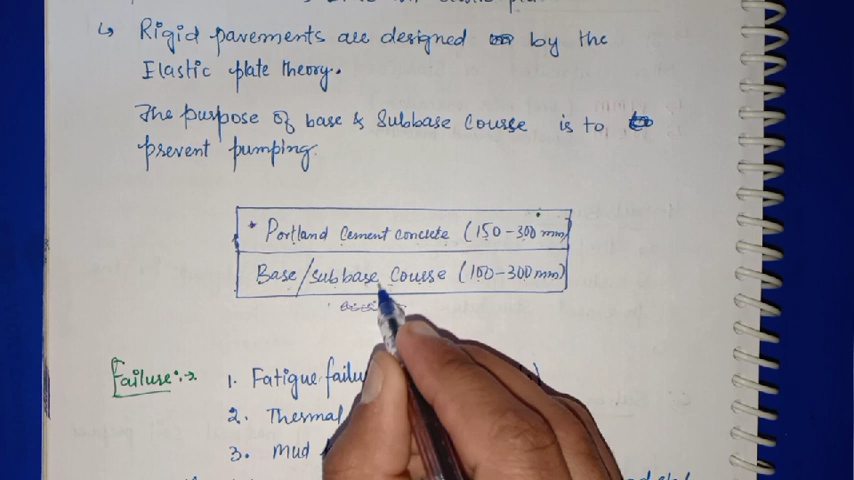 ↳ Rigid pavements are designed by the
Elastic plate theory.
The purpose of base & Subbase Course is to
prevent pumping.
* Portland Cement concrete (150-300 mm)
Base/subbase Course (100-300 mm)
Failure:→ 1. Fatigue
2. Thermal
3. Mud